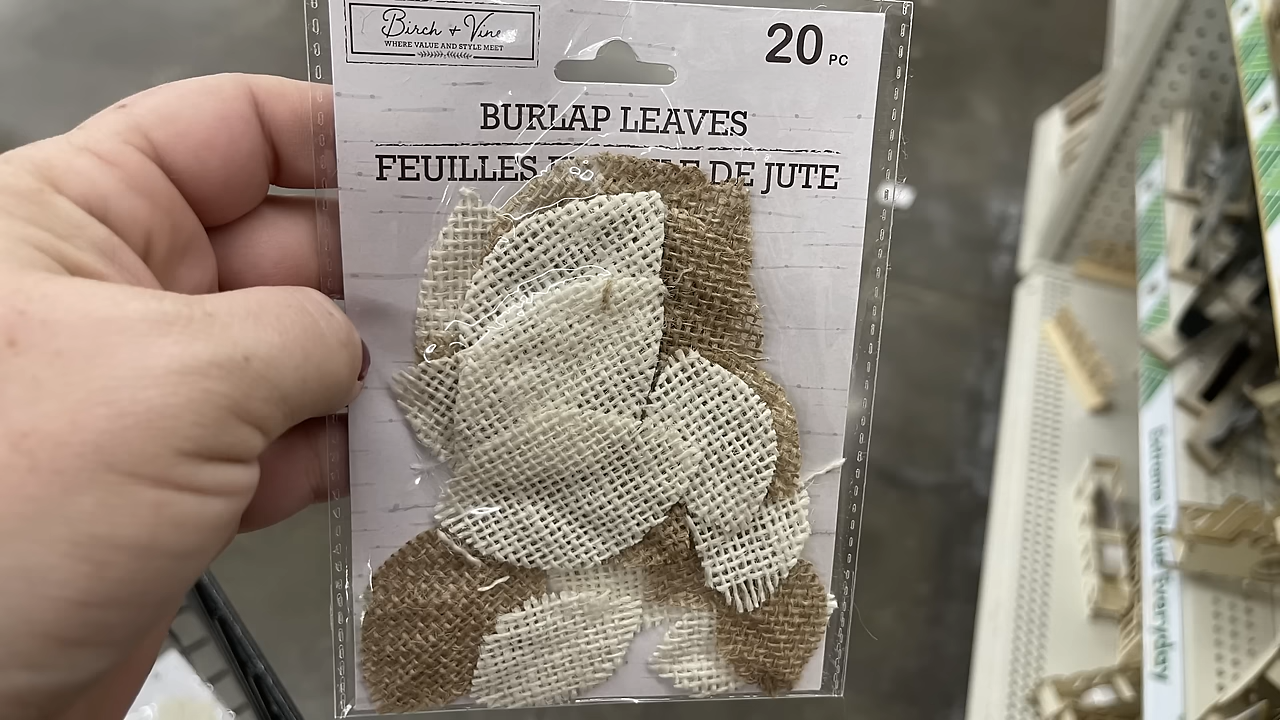 Birch + Vine
WHERE VALUE AND STYLE MEET
20 PC
BURLAP LEAVES
FEUILLES DE JUTE
Extreme Value Everyday